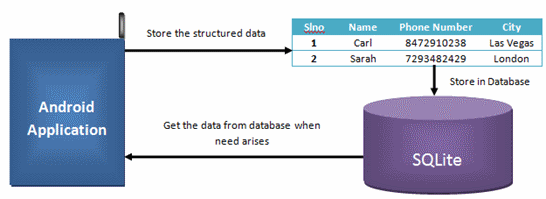 Store the structured data
Slno Name Phone Number City
1 Carl 8472910238 Las Vegas
2 Sarah 7293482429 London
Store in Database
Android
Application
Get the data from database when
need arises
SQLite